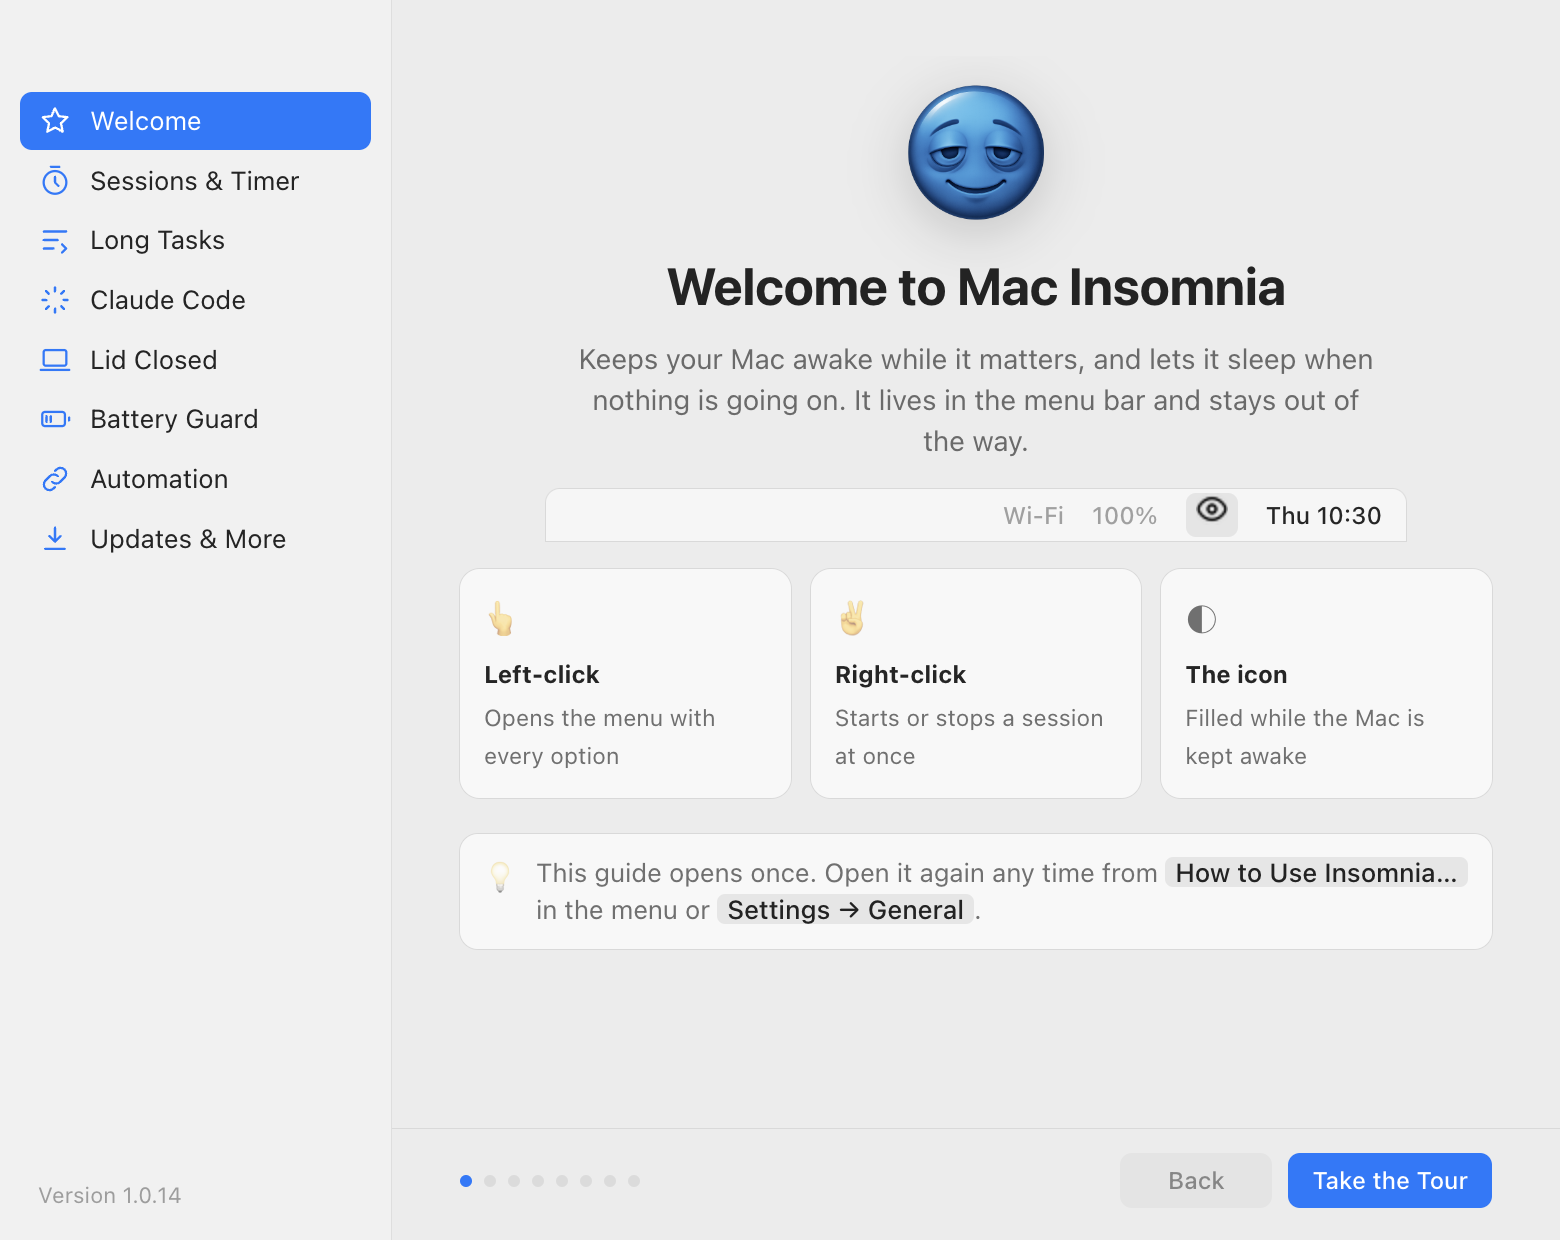 Welcome
Sessions & Timer
Long Tasks
Claude Code
Lid Closed
Battery Guard
Automation
Updates & More
Version 1.0.14
Welcome to Mac Insomnia
Keeps your Mac awake while it matters, and lets it sleep when
nothing is going on. It lives in the menu bar and stays out of
the way.
Wi-Fi 100% Thu 10:30
Left-click
Opens the menu with
every option
Right-click
Starts or stops a session
at once
The icon
Filled while the Mac is
kept awake
This guide opens once. Open it again any time from How to Use Insomnia...
in the menu or Settings → General.
Back
Take the Tour